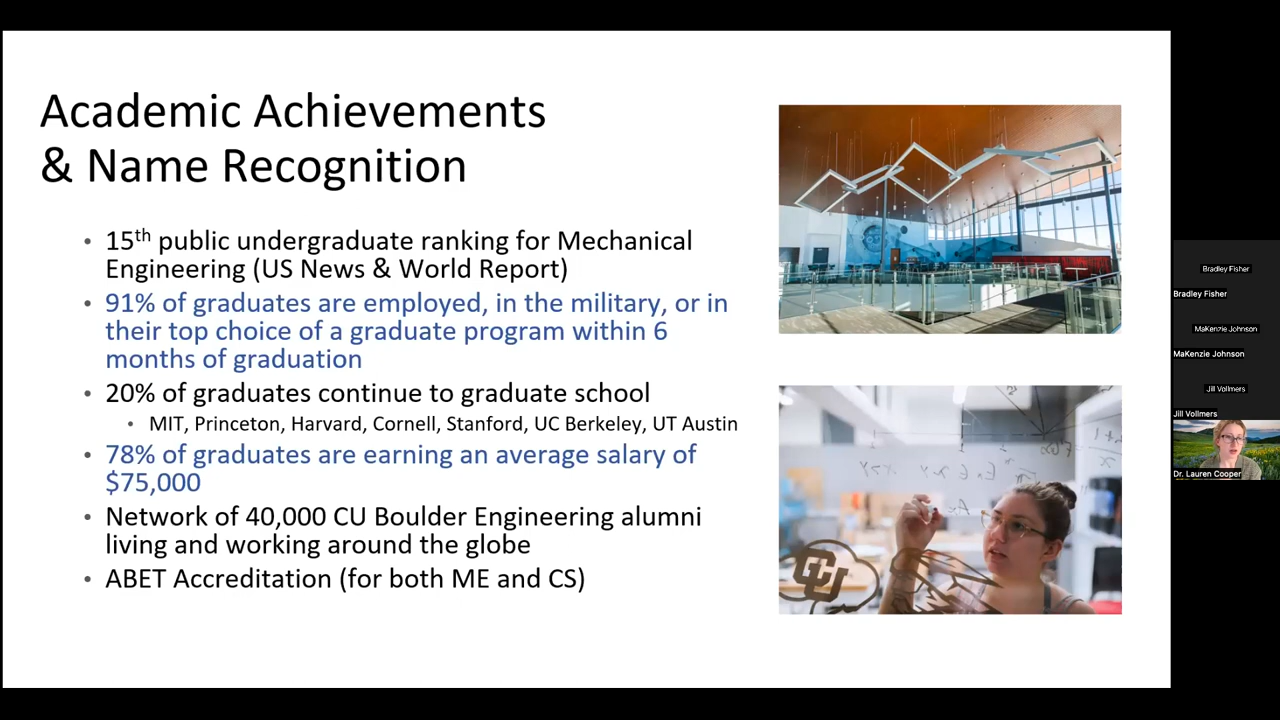 Academic Achievements
& Name Recognition
• 15th public undergraduate ranking for Mechanical
Engineering (US News & World Report)
• 91% of graduates are employed, in the military, or in
their top choice of a graduate program within 6
months of graduation
• 20% of graduates continue to graduate school
• MIT, Princeton, Harvard, Cornell, Stanford, UC Berkeley, UT Austin
• 78% of graduates are earning an average salary of
$75,000
• Network of 40,000 CU Boulder Engineering alumni
living and working around the globe
• ABET Accreditation (for both ME and CS)
CU
Bradley Fisher
Bradley Fisher
MaKenzie Johnson
MaKenzie Johnson
Jill Vollmers
Jill Vollmers
Dr. Lauren Cooper